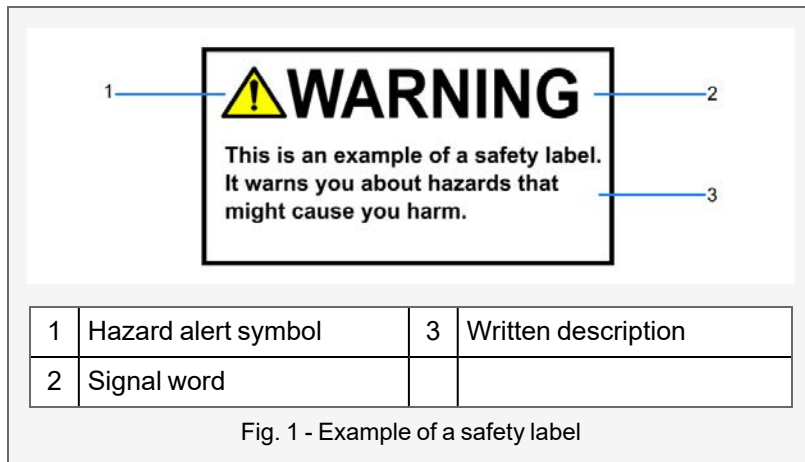 1
WARNING
2
This is an example of a safety label.
It warns you about hazards that
3
might cause you harm.
1 Hazard alert symbol 3 Written description
2 Signal word
Fig. 1 - Example of a safety label